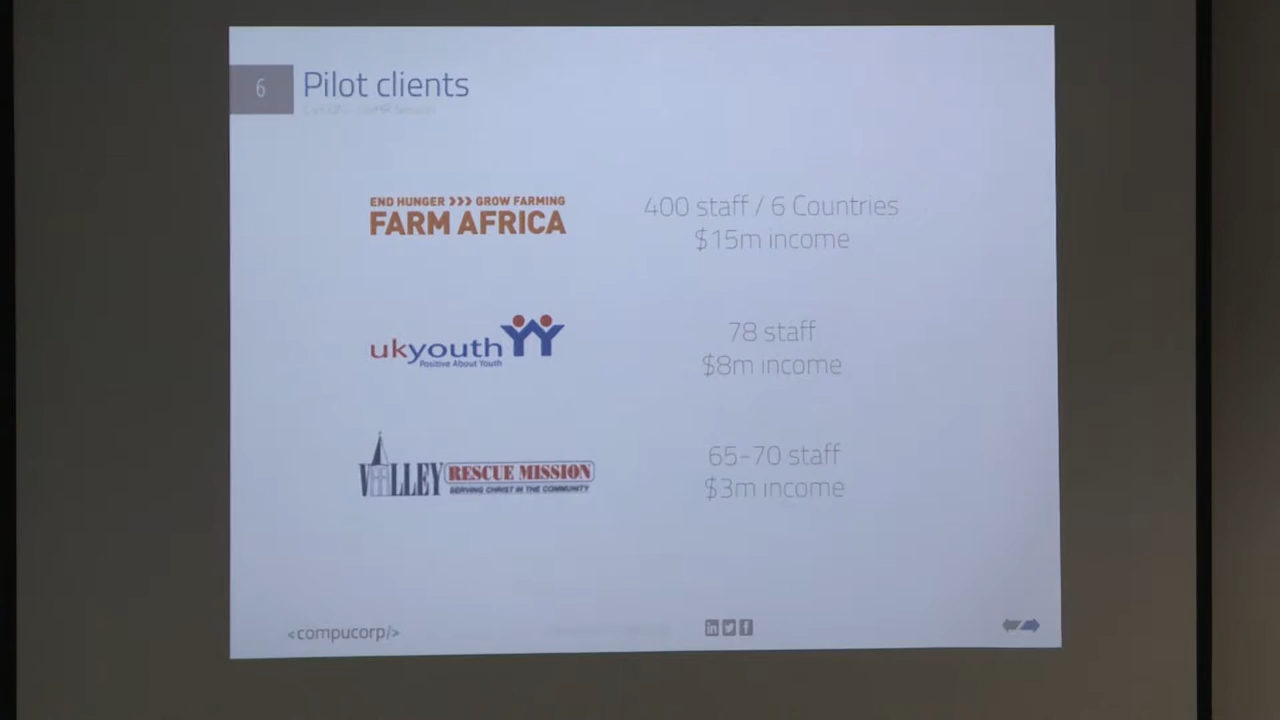 6
Pilot clients
END HUNGER >>> GROW FARMING
FARM AFRICA
400 staff / 6 Countries
$15m income
ukyouth
Positive About Youth
78 staff
$8m income
VALLEY RESCUE MISSION
SERVING CHRIST IN THE COMMUNITY
65-70 staff
$3m income
<compucorp/>
in f